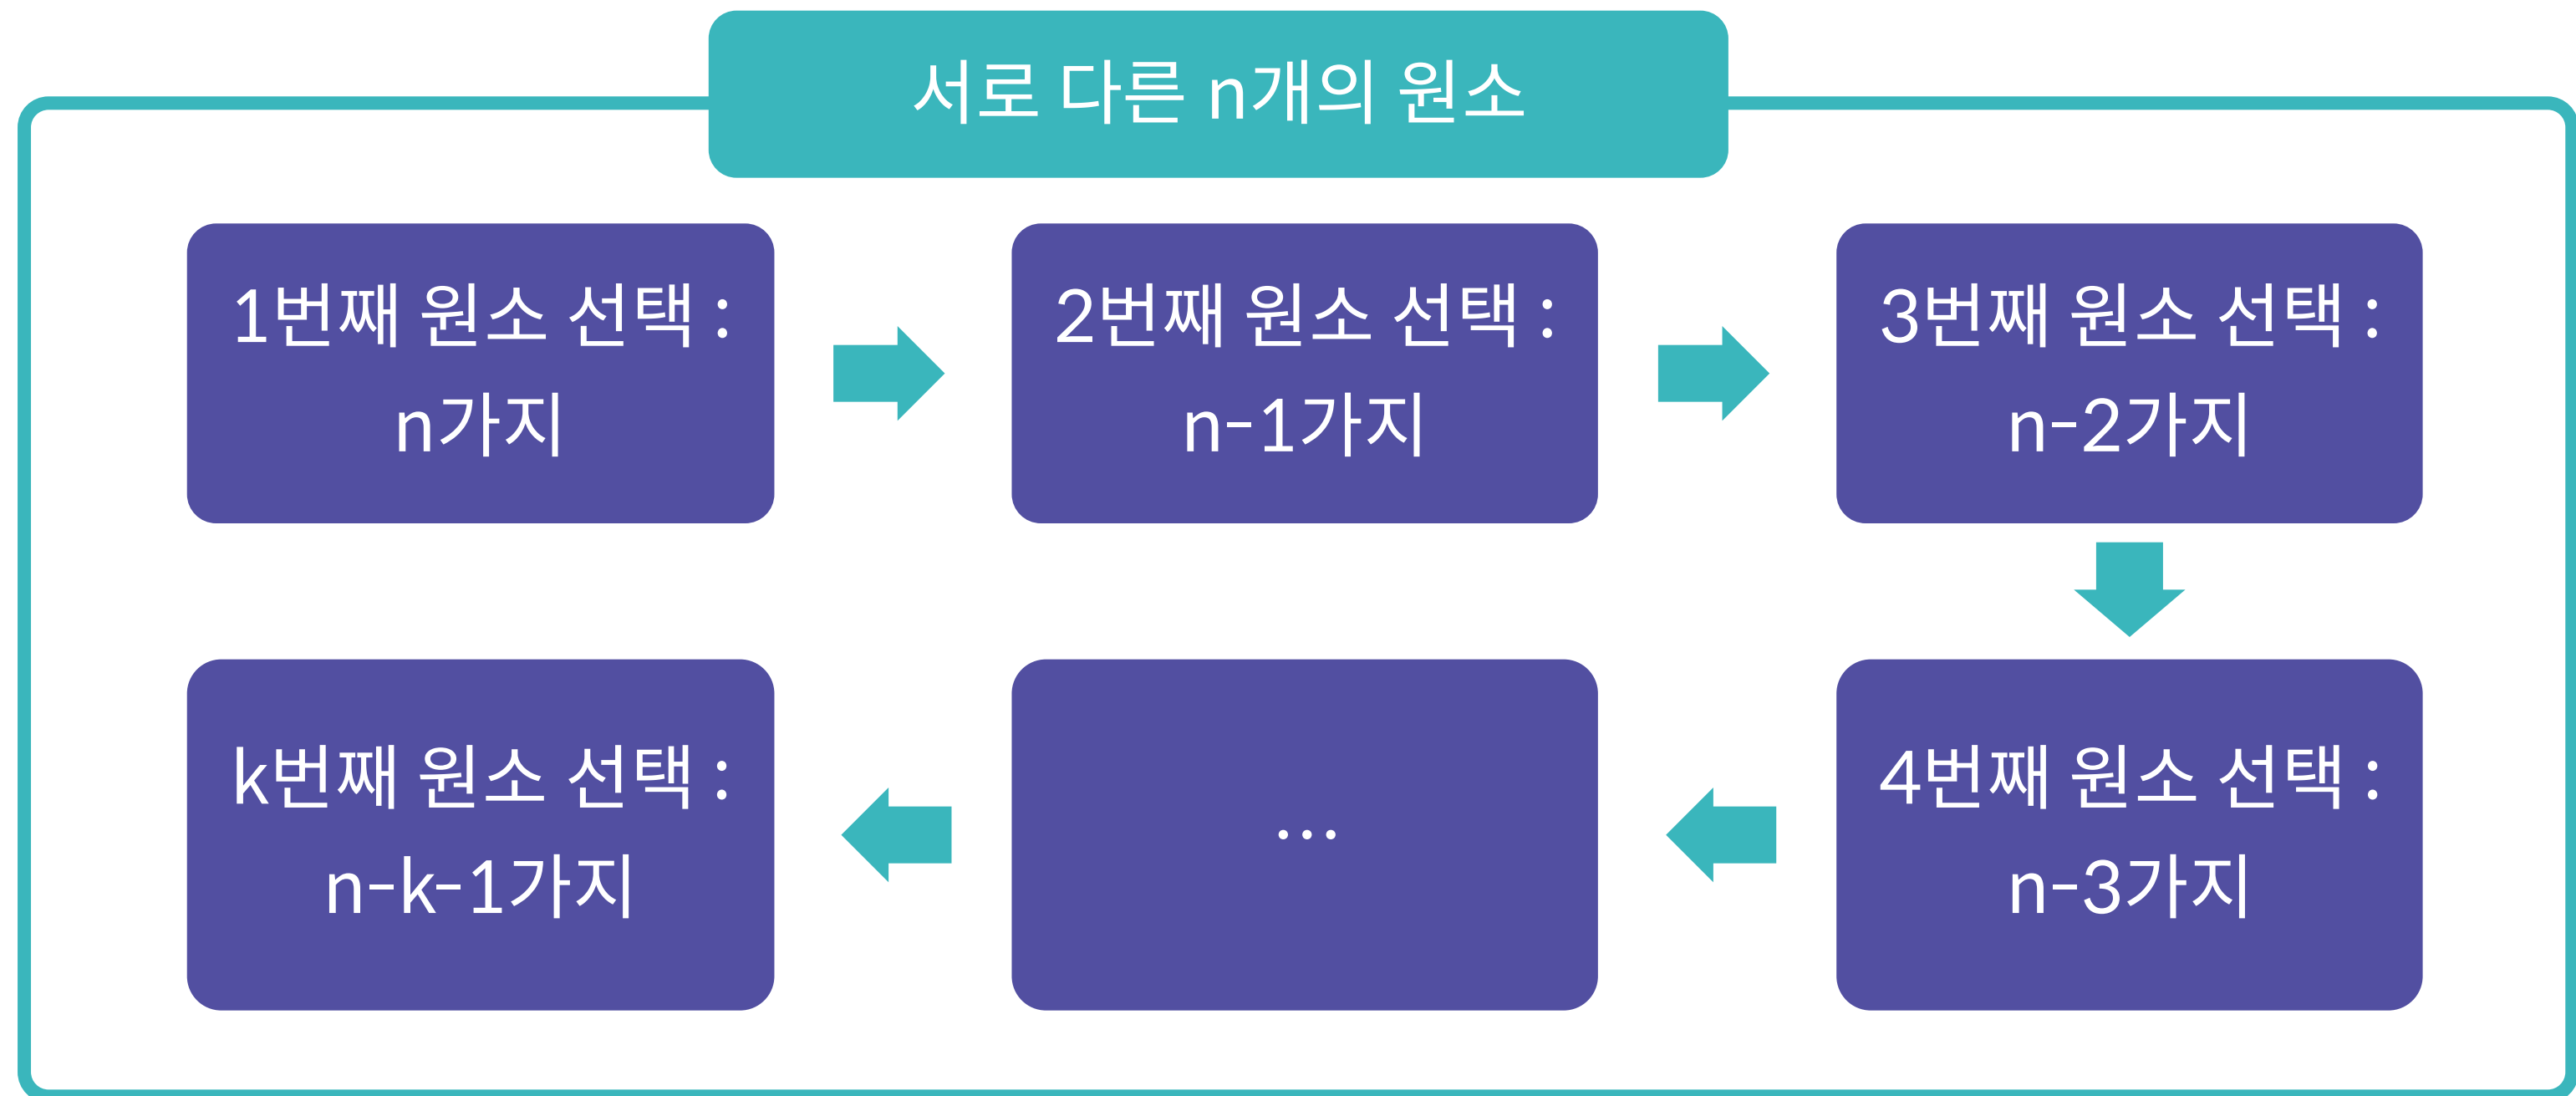 서로 다른 n개의 원소
1번째 원소 선택 :
n가지
2번째 원소 선택 :
n-1가지
3번째 원소 선택 :
n-2가지
4번째 원소 선택 :
n-3가지
...
k번째 원소 선택 :
n-k-1가지